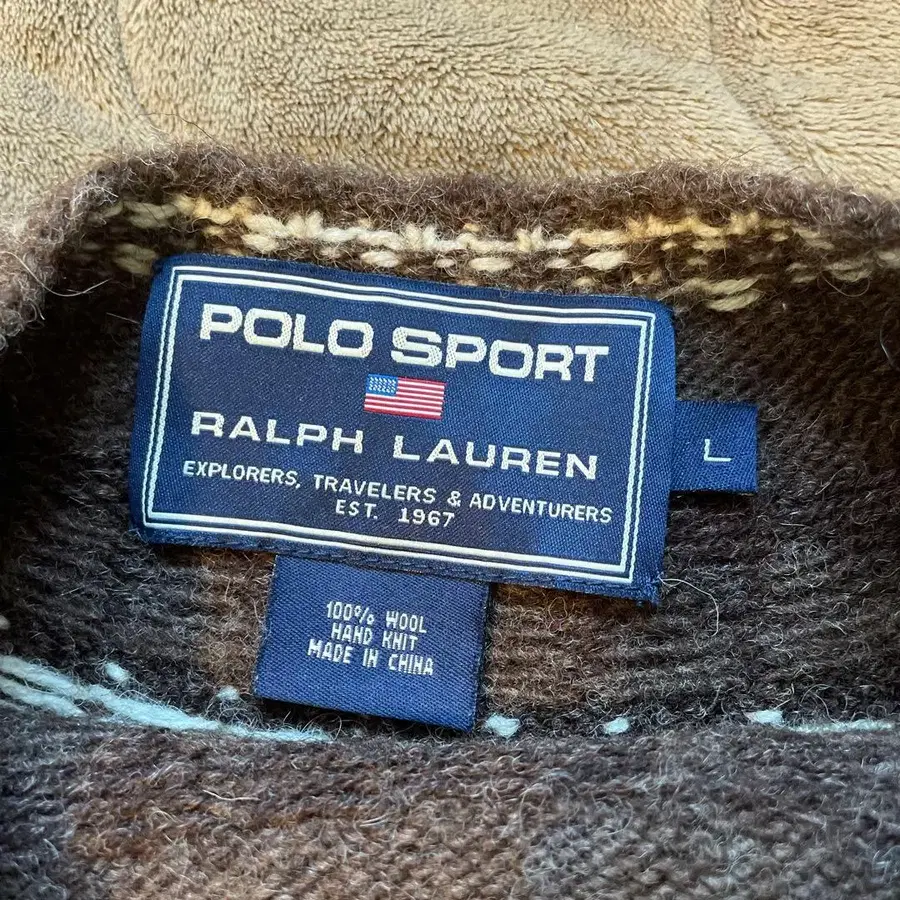 POLO SPORT
RALPH LAUREN
EXPLORERS, TRAVELERS & ADVENTURERS
EST. 1967
L
100% WOOL
HAND KNIT
MADE IN CHINA